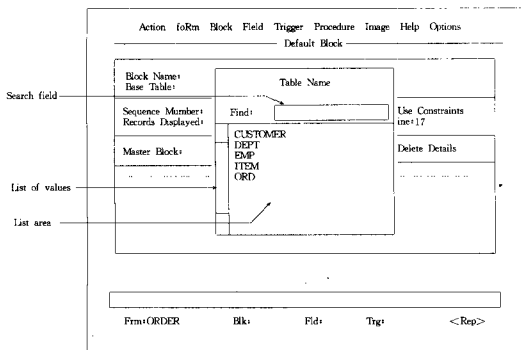 Action foRm Block Field Trigger Procedure Image Help Options
Default Block
Block Name:
Base Table:
Table Name
Search field
Sequence Number:
Records Displayed:
Find:
Use Constraints
ine:17
CUSTOMER
DEPT
EMP
ITEM
ORD
Master Block:
Delete Details
List of values
List area
Frm:ORDER Blk: Fld: Trg: <Rep>